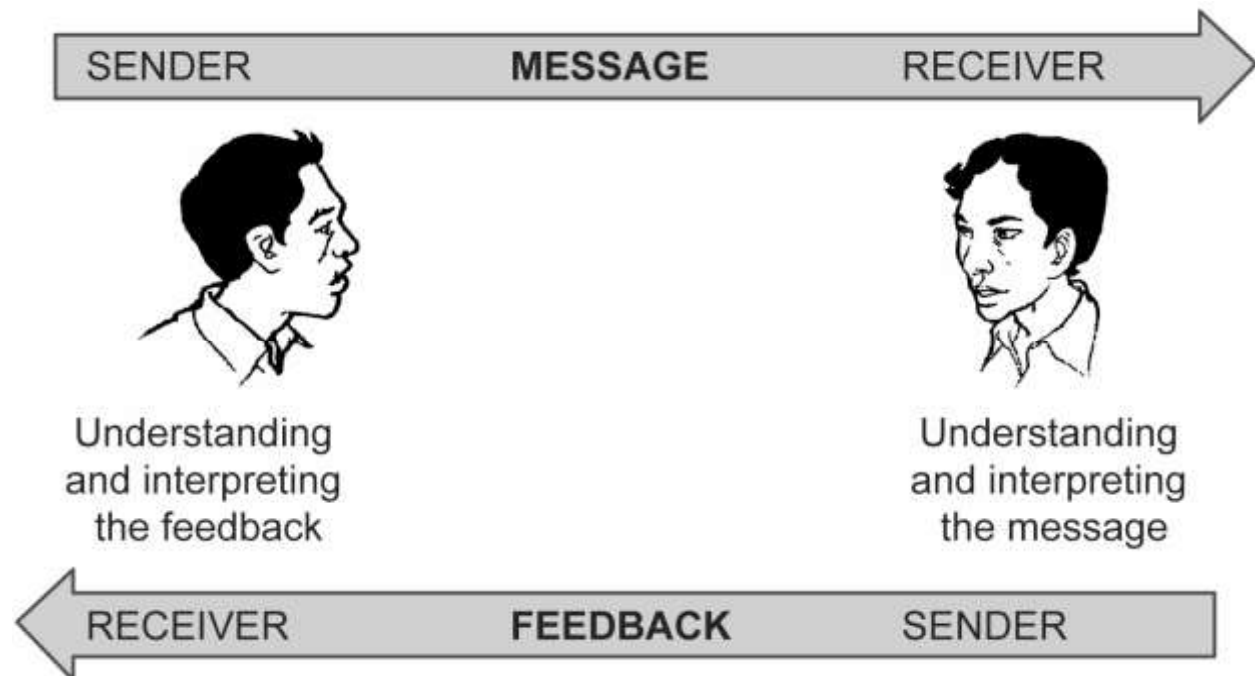 SENDER MESSAGE RECEIVER
Understanding
and interpreting
the feedback
Understanding
and interpreting
the message
RECEIVER FEEDBACK SENDER